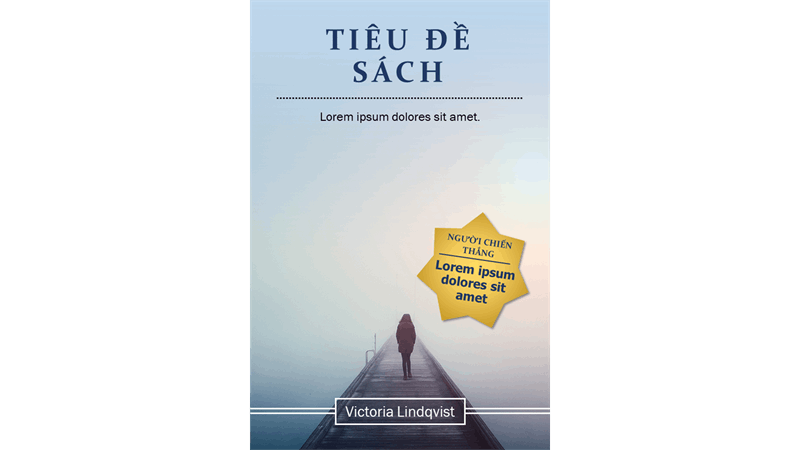 TIÊU ĐỀ
SÁCH
Lorem ipsum dolores sit amet.
NGƯỜI CHIẾN
THẮNG
Lorem ipsum
dolores sit
amet
Victoria Lindqvist